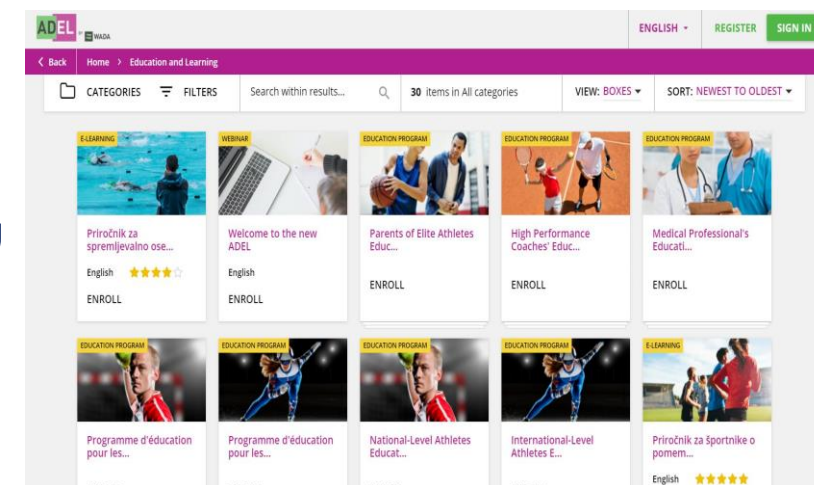 ADEL BY WADA
ENGLISH
REGISTER
SIGN IN
Back Home > Education and Learning
CATEGORIES FILTERS Search within results... 30 items in All categories VIEW: BOXES SORT: NEWEST TO OLDEST
E-LEARNING
Priročnik za
spremljevalno ose...
English
ENROLL
WEBINAR
Welcome to the new
ADEL
English
ENROLL
EDUCATION PROGRAM
Parents of Elite Athletes
Educ...
ENROLL
EDUCATION PROGRAM
High Performance
Coaches' Educ...
ENROLL
EDUCATION PROGRAM
Medical Professional's
Educati...
ENROLL
EDUCATION PROGRAM
Programme d'éducation
pour les...
EDUCATION PROGRAM
Programme d'éducation
pour les...
EDUCATION PROGRAM
National-Level Athletes
Educat...
EDUCATION PROGRAM
International-Level
Athletes E...
E-LEARNING
Priročnik za športnike o
pomem...
English